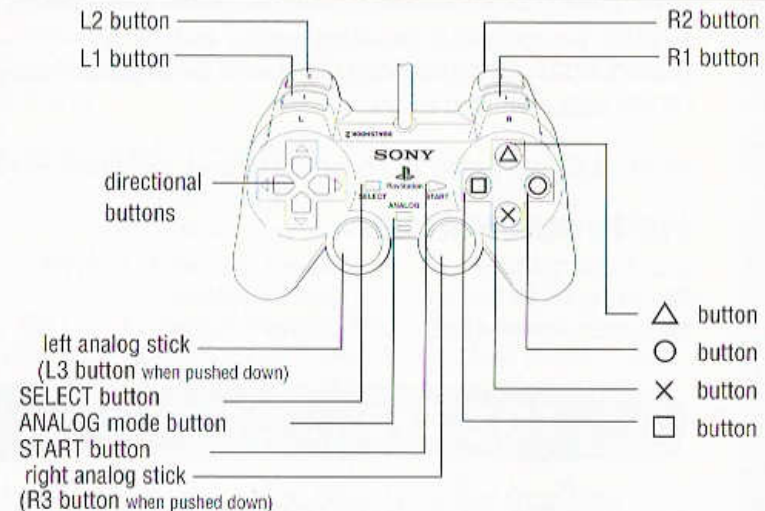 L2 button
R2 button
L1 button
R1 button
L
R
DUALSHOCK 2
SONY
PlayStation
SELECT
START
ANALOG
directional
buttons
left analog stick
(L3 button when pushed down)
SELECT button
ANALOG mode button
START button
right analog stick
(R3 button when pushed down)
△ button
○ button
× button
□ button